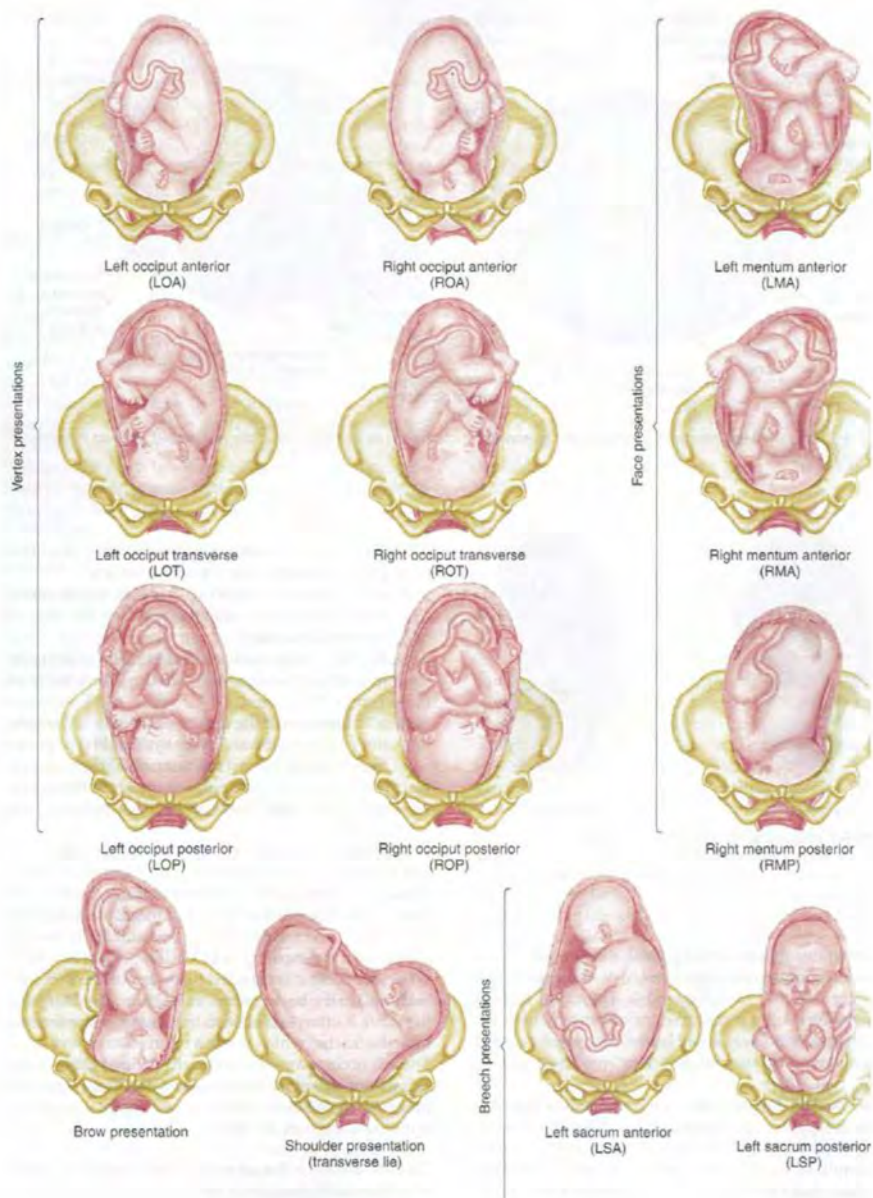 Vertex presentations
Left occiput anterior
(LOA)
Right occiput anterior
(ROA)
Left occiput transverse
(LOT)
Right occiput transverse
(ROT)
Left occiput posterior
(LOP)
Right occiput posterior
(ROP)
Face presentations
Left mentum anterior
(LMA)
Right mentum anterior
(RMA)
Right mentum posterior
(RMP)
Brow presentation
Shoulder presentation
(transverse lie)
Breech presentations
Left sacrum anterior
(LSA)
Left sacrum posterior
(LSP)